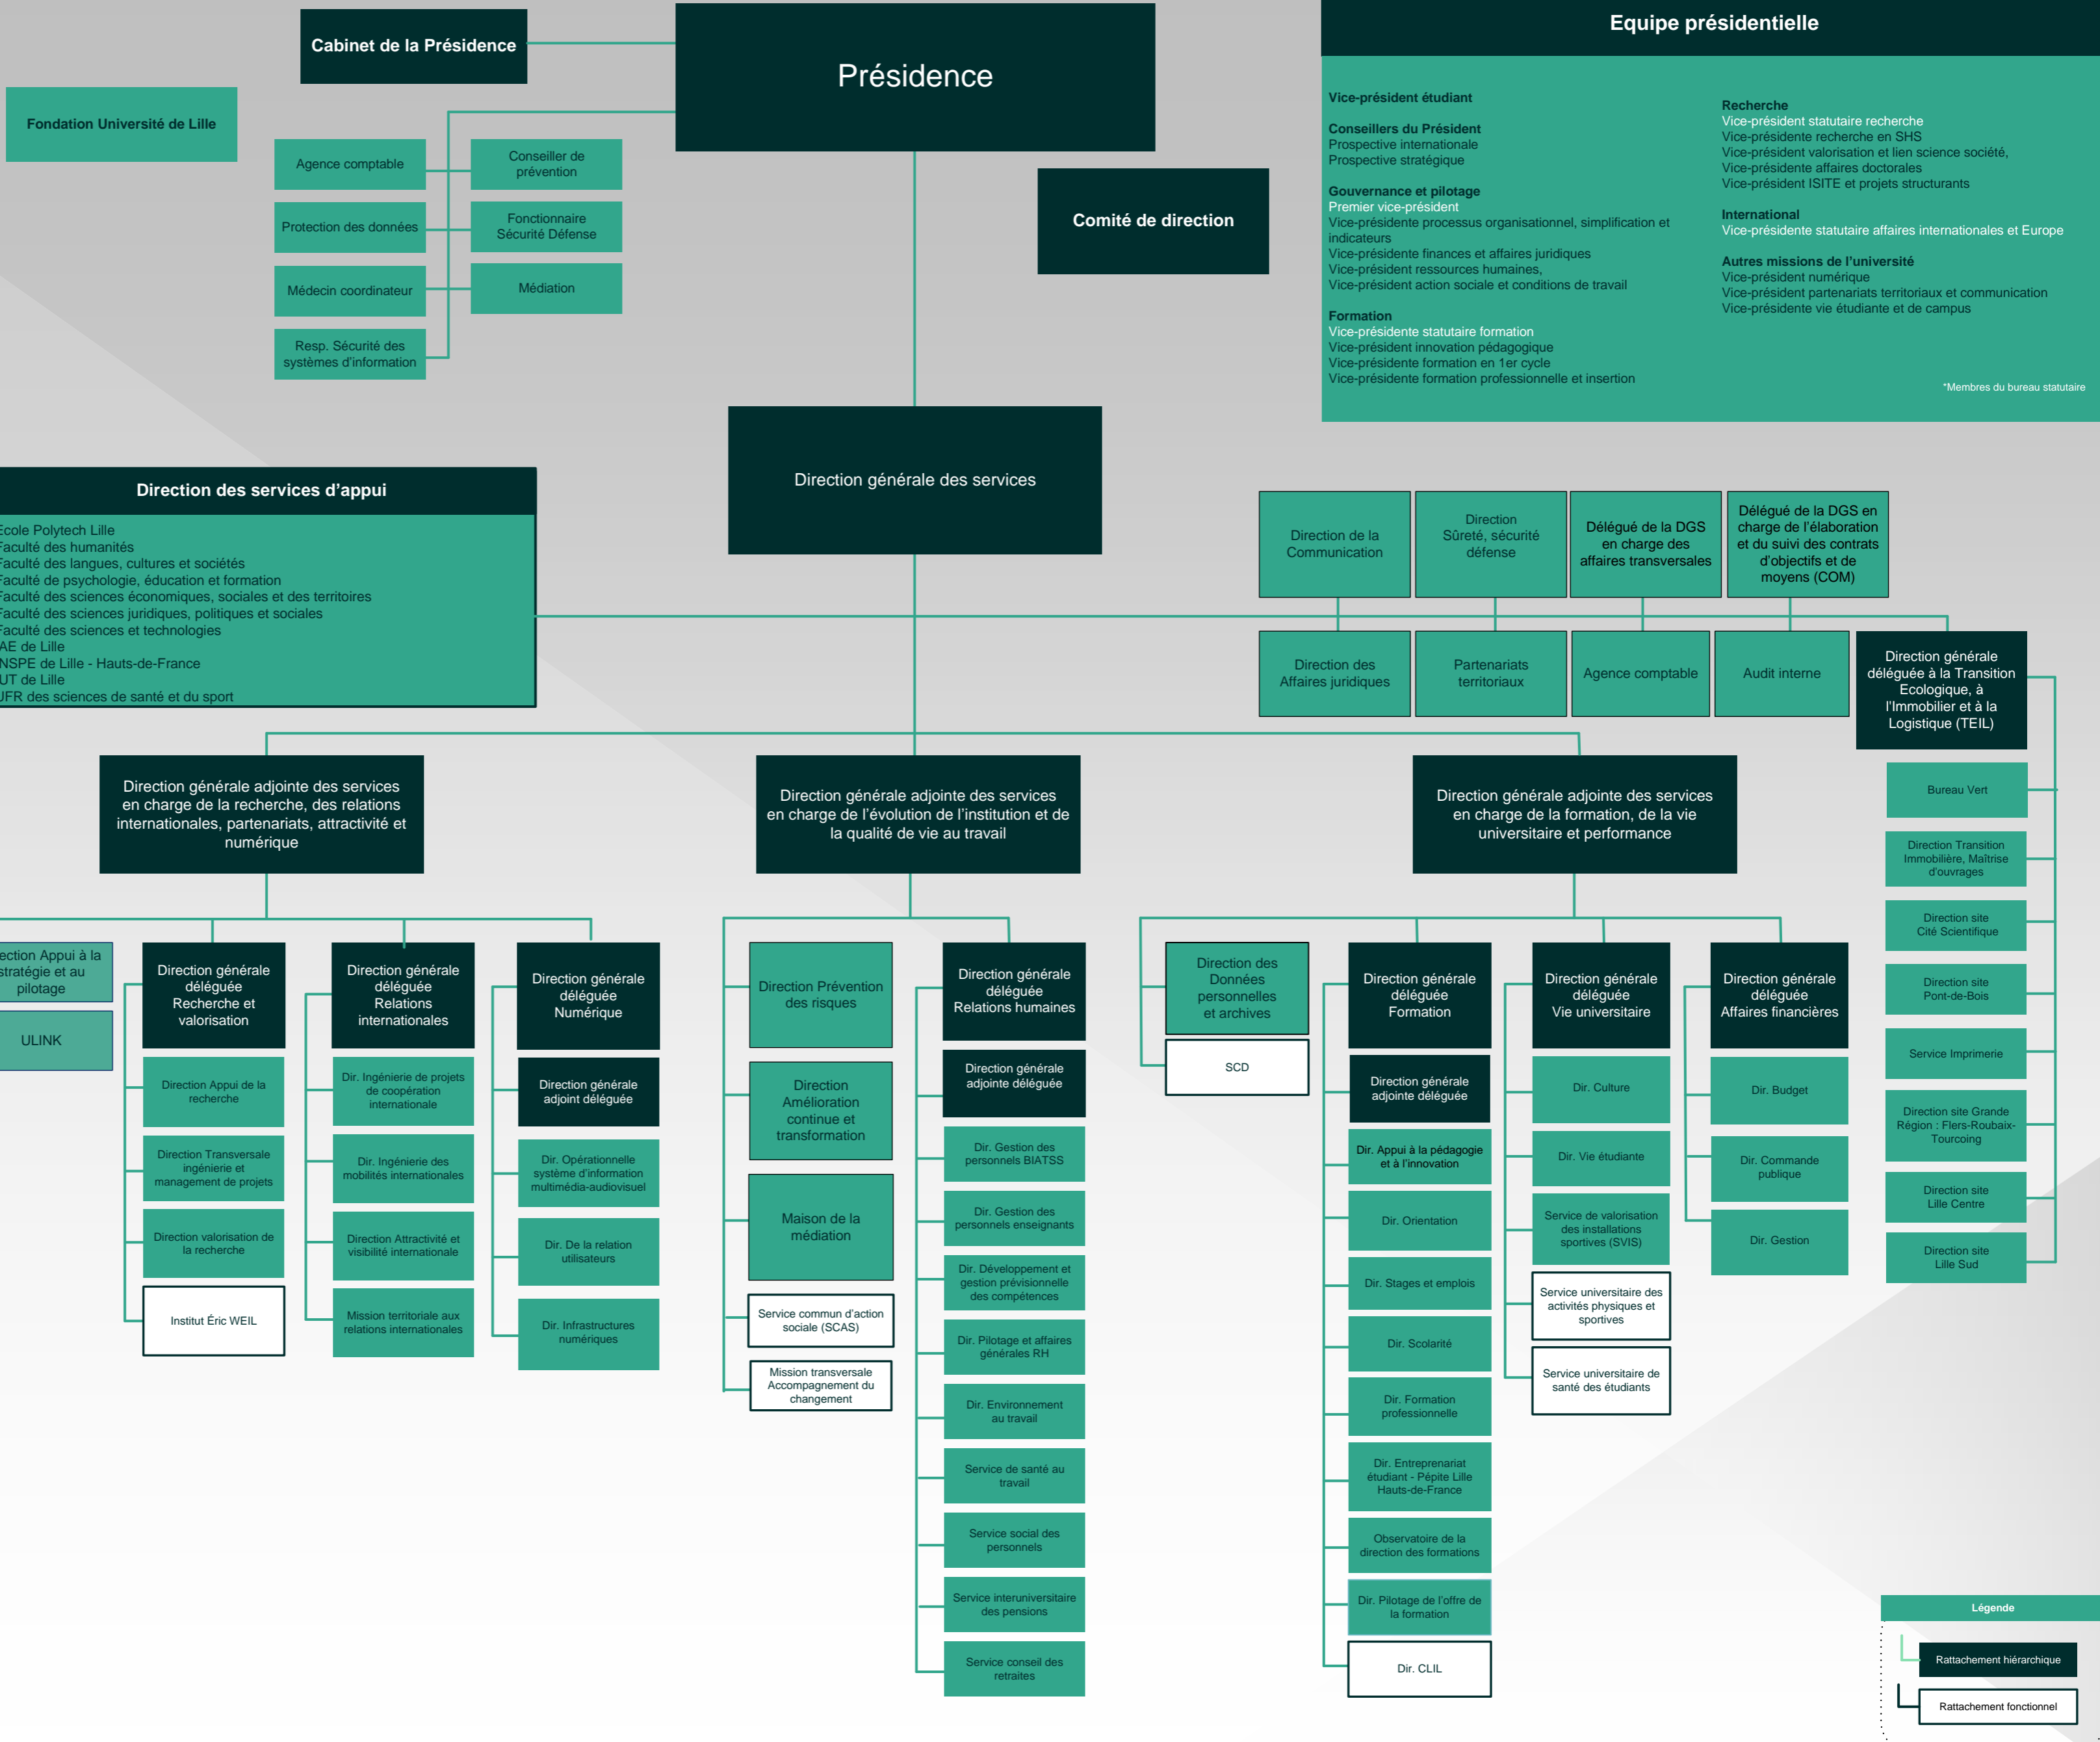 Cabinet de la Présidence
Présidence
Fondation Université de Lille
Agence comptable
Conseiller de
prévention
Protection des données
Fonctionnaire
Sécurité Défense
Médecin coordinateur
Médiation
Resp. Sécurité des
systèmes d'information
Comité de direction
Equipe présidentielle
Vice-président étudiant
Conseillers du Président
Prospective internationale
Prospective stratégique
Gouvernance et pilotage
Premier vice-président
Vice-présidente processus organisationnel, simplification et
indicateurs
Vice-présidente finances et affaires juridiques
Vice-président ressources humaines,
Vice-président action sociale et conditions de travail
Formation
Vice-présidente statutaire formation
Vice-président innovation pédagogique
Vice-présidente formation en 1er cycle
Vice-présidente formation professionnelle et insertion
Recherche
Vice-président statutaire recherche
Vice-présidente recherche en SHS
Vice-président valorisation et lien science société,
Vice-présidente affaires doctorales
Vice-président ISITE et projets structurants
International
Vice-présidente statutaire affaires internationales et Europe
Autres missions de l'université
Vice-président numérique
Vice-président partenariats territoriaux et communication
Vice-présidente vie étudiante et de campus
*Membres du bureau statutaire
Direction générale des services
Direction des services d'appui
Ecole Polytech Lille
Faculté des humanités
Faculté des langues, cultures et sociétés
Faculté de psychologie, éducation et formation
Faculté des sciences économiques, sociales et des territoires
Faculté des sciences juridiques, politiques et sociales
Faculté des sciences et technologies
AE de Lille
NSPE de Lille - Hauts-de-France
UT de Lille
UFR des sciences de santé et du sport
Direction de la
Communication
Direction
Sûreté, sécurité
défense
Délégué de la DGS
en charge des
affaires transversales
Délégué de la DGS en
charge de l'élaboration
et du suivi des contrats
d'objectifs et de
moyens (COM)
Direction des
Affaires juridiques
Partenariats
territoriaux
Agence comptable
Audit interne
Direction générale
déléguée à la Transition
Ecologique, à
l'Immobilier et à la
Logistique (TEIL)
Bureau Vert
Direction Transition
Immobilière, Maîtrise
d'ouvrages
Direction site
Cité Scientifique
Direction site
Pont-de-Bois
Service Imprimerie
Direction site Grande
Région : Flers-Roubaix-
Tourcoing
Direction site
Lille Centre
Direction site
Lille Sud
Direction générale adjointe des services
en charge de la recherche, des relations
internationales, partenariats, attractivité et
numérique
ection Appui à la
stratégie et au
pilotage
ULINK
Direction générale
déléguée
Recherche et
valorisation
Direction Appui de la
recherche
Direction Transversale
ingénierie et
management de projets
Direction valorisation de
la recherche
Institut Éric WEIL
Direction générale
déléguée
Relations
internationales
Dir. Ingénierie de projets
de coopération
internationale
Dir. Ingénierie des
mobilités internationales
Direction Attractivité et
visibilité internationale
Mission territoriale aux
relations internationales
Direction générale
déléguée
Numérique
Direction générale
adjoint déléguée
Dir. Opérationnelle
système d'information
multimédia-audiovisuel
Dir. De la relation
utilisateurs
Dir. Infrastructures
numériques
Direction générale adjointe des services
en charge de l'évolution de l'institution et de
la qualité de vie au travail
Direction Prévention
des risques
Direction
Amélioration
continue et
transformation
Maison de la
médiation
Service commun d'action
sociale (SCAS)
Mission transversale
Accompagnement du
changement
Direction générale
déléguée
Relations humaines
Direction générale
adjointe déléguée
Dir. Gestion des
personnels BIATSS
Dir. Gestion des
personnels enseignants
Dir. Développement et
gestion prévisionnelle
des compétences
Dir. Pilotage et affaires
générales RH
Dir. Environnement
au travail
Service de santé au
travail
Service social des
personnels
Service interuniversitaire
des pensions
Service conseil des
retraites
Direction générale adjointe des services
en charge de la formation, de la vie
universitaire et performance
Direction des
Données
personnelles
et archives
SCD
Direction générale
déléguée
Formation
Direction générale
adjointe déléguée
Dir. Appui à la pédagogie
et à l'innovation
Dir. Orientation
Dir. Stages et emplois
Dir. Scolarité
Dir. Formation
professionnelle
Dir. Entreprenariat
étudiant - Pépite Lille
Hauts-de-France
Observatoire de la
direction des formations
Dir. Pilotage de l'offre de
la formation
Dir. CLIL
Direction générale
déléguée
Vie universitaire
Dir. Culture
Dir. Vie étudiante
Service de valorisation
des installations
sportives (SVIS)
Service universitaire des
activités physiques et
sportives
Service universitaire de
santé des étudiants
Direction générale
déléguée
Affaires financières
Dir. Budget
Dir. Commande
publique
Dir. Gestion
Légende
Rattachement hiérarchique
Rattachement fonctionnel